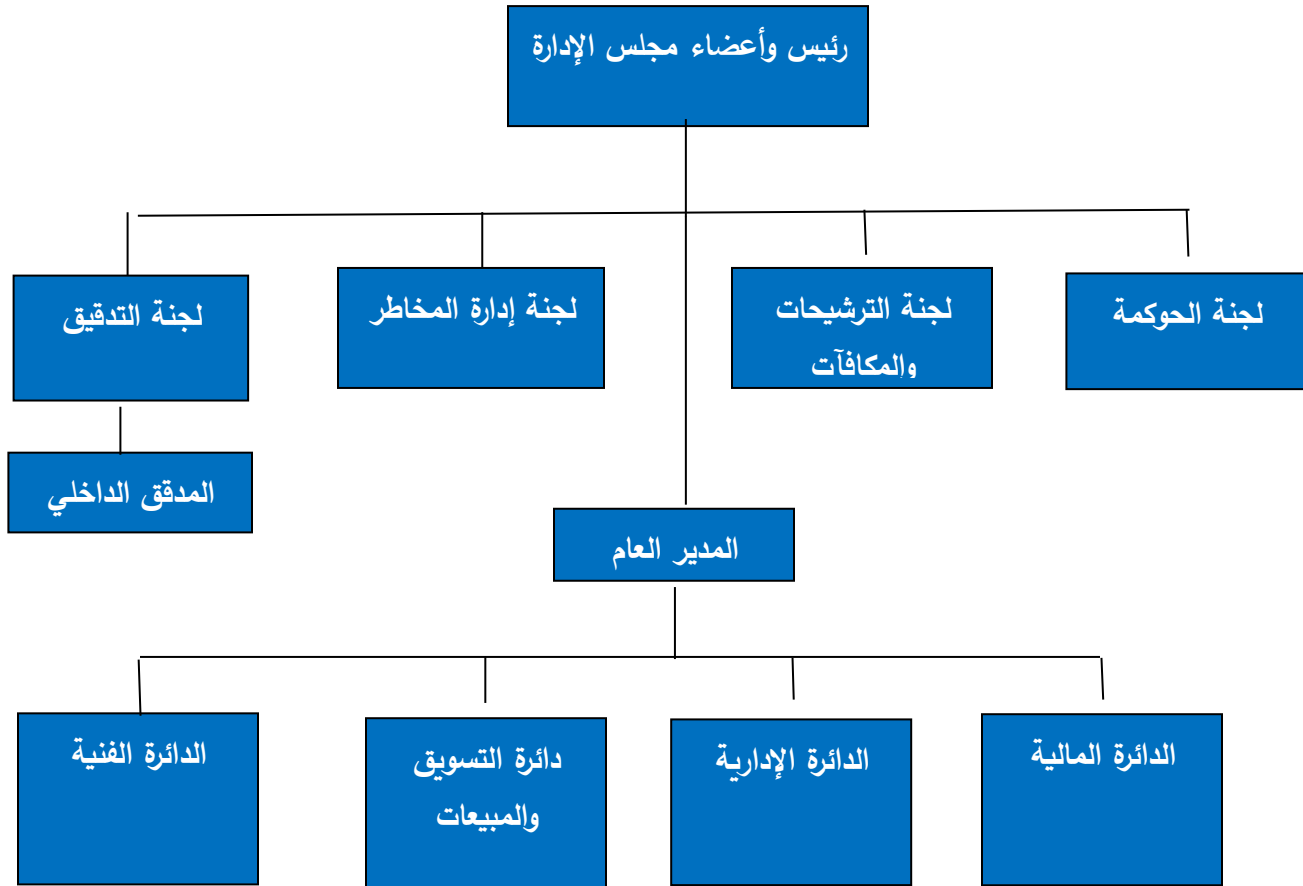 رئيس وأعضاء مجلس الإدارة
لجنة الحوكمة
لجنة الترشيحات
والمكافآت
لجنة إدارة المخاطر
لجنة التدقيق
المدقق الداخلي
المدير العام
الدائرة المالية
الدائرة الإدارية
دائرة التسويق
والمبيعات
الدائرة الفنية